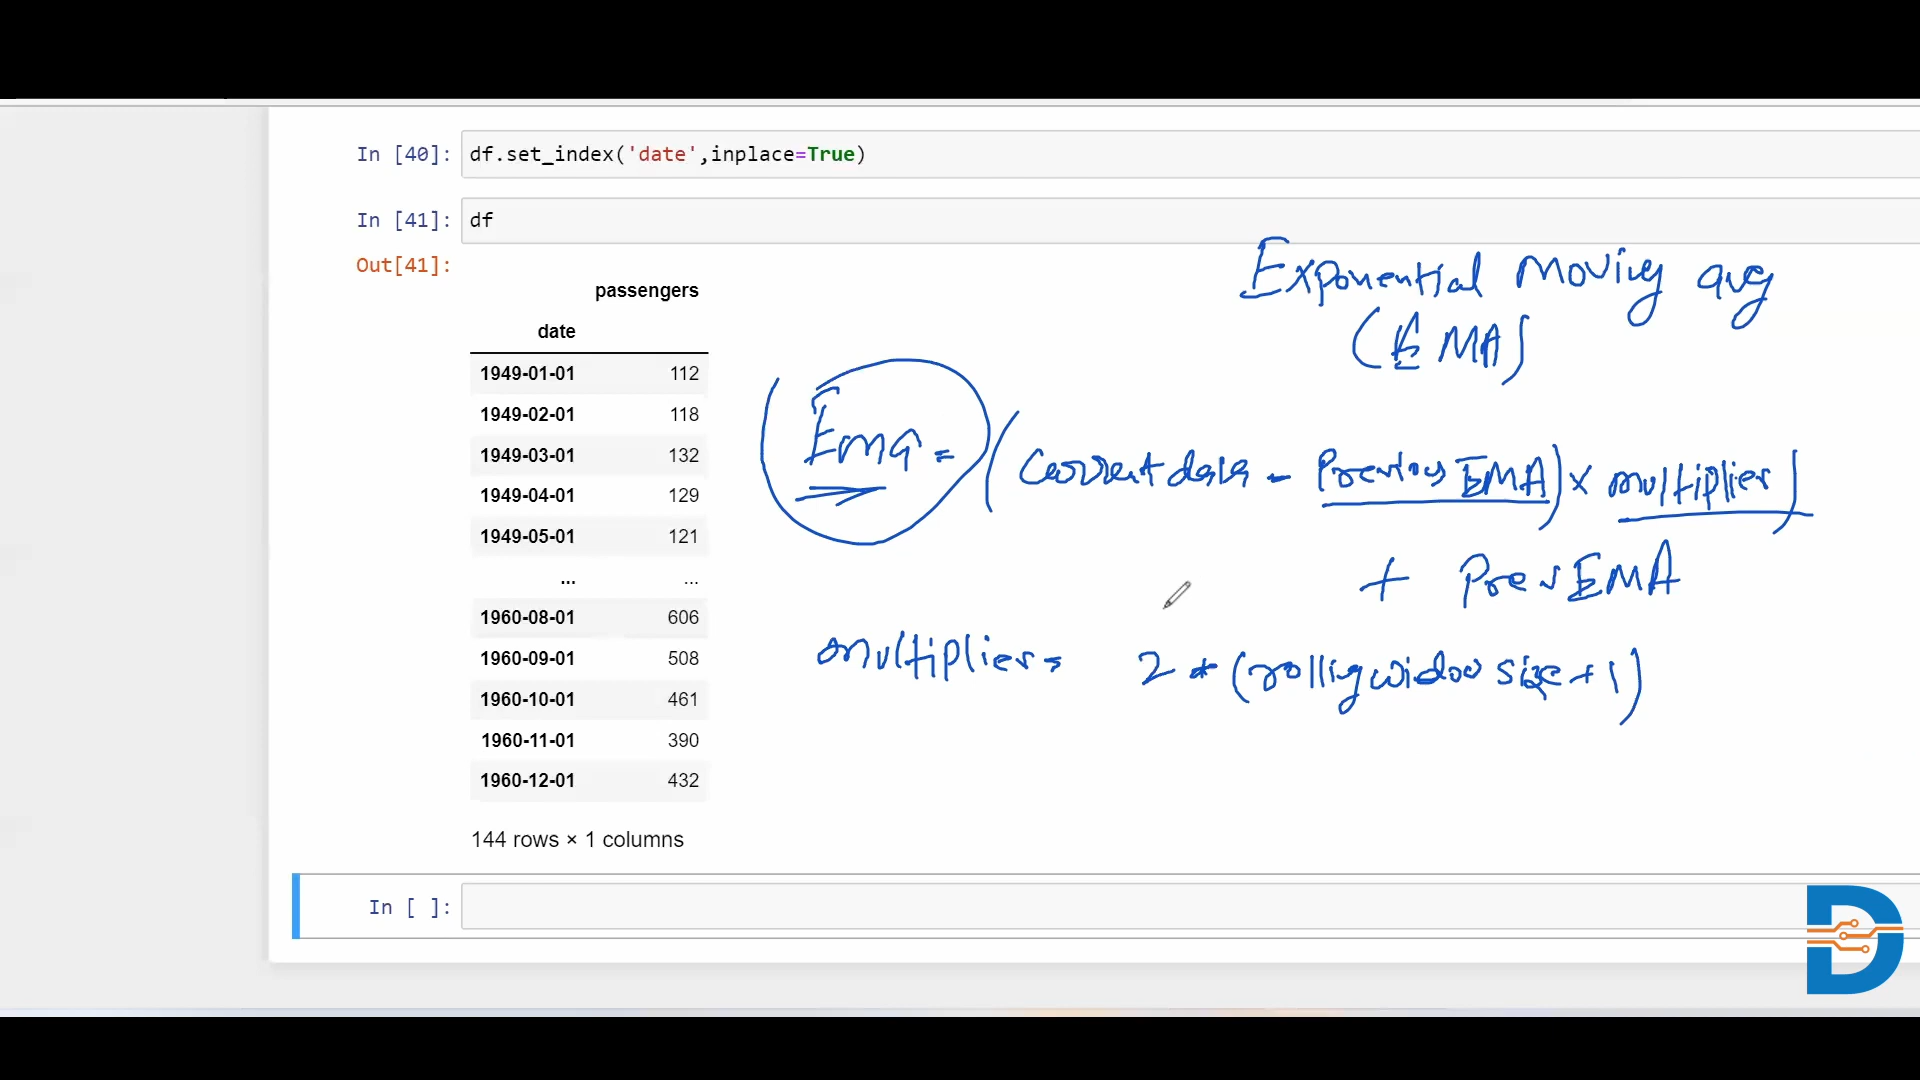 In [40]: df.set_index('date',inplace=True)
In [41]: df
Out[41]:
passengers
date
1949-01-01 112
1949-02-01 118
1949-03-01 132
1949-04-01 129
1949-05-01 121
... ...
1960-08-01 606
1960-09-01 508
1960-10-01 461
1960-11-01 390
1960-12-01 432
144 rows × 1 columns
In [ ]:
Exponential moving avg
(EMA)
EMA = (Current data - Previous EMA) x multiplier)
+ Prev EMA
multiplier = 2 * (rolling window size + 1)